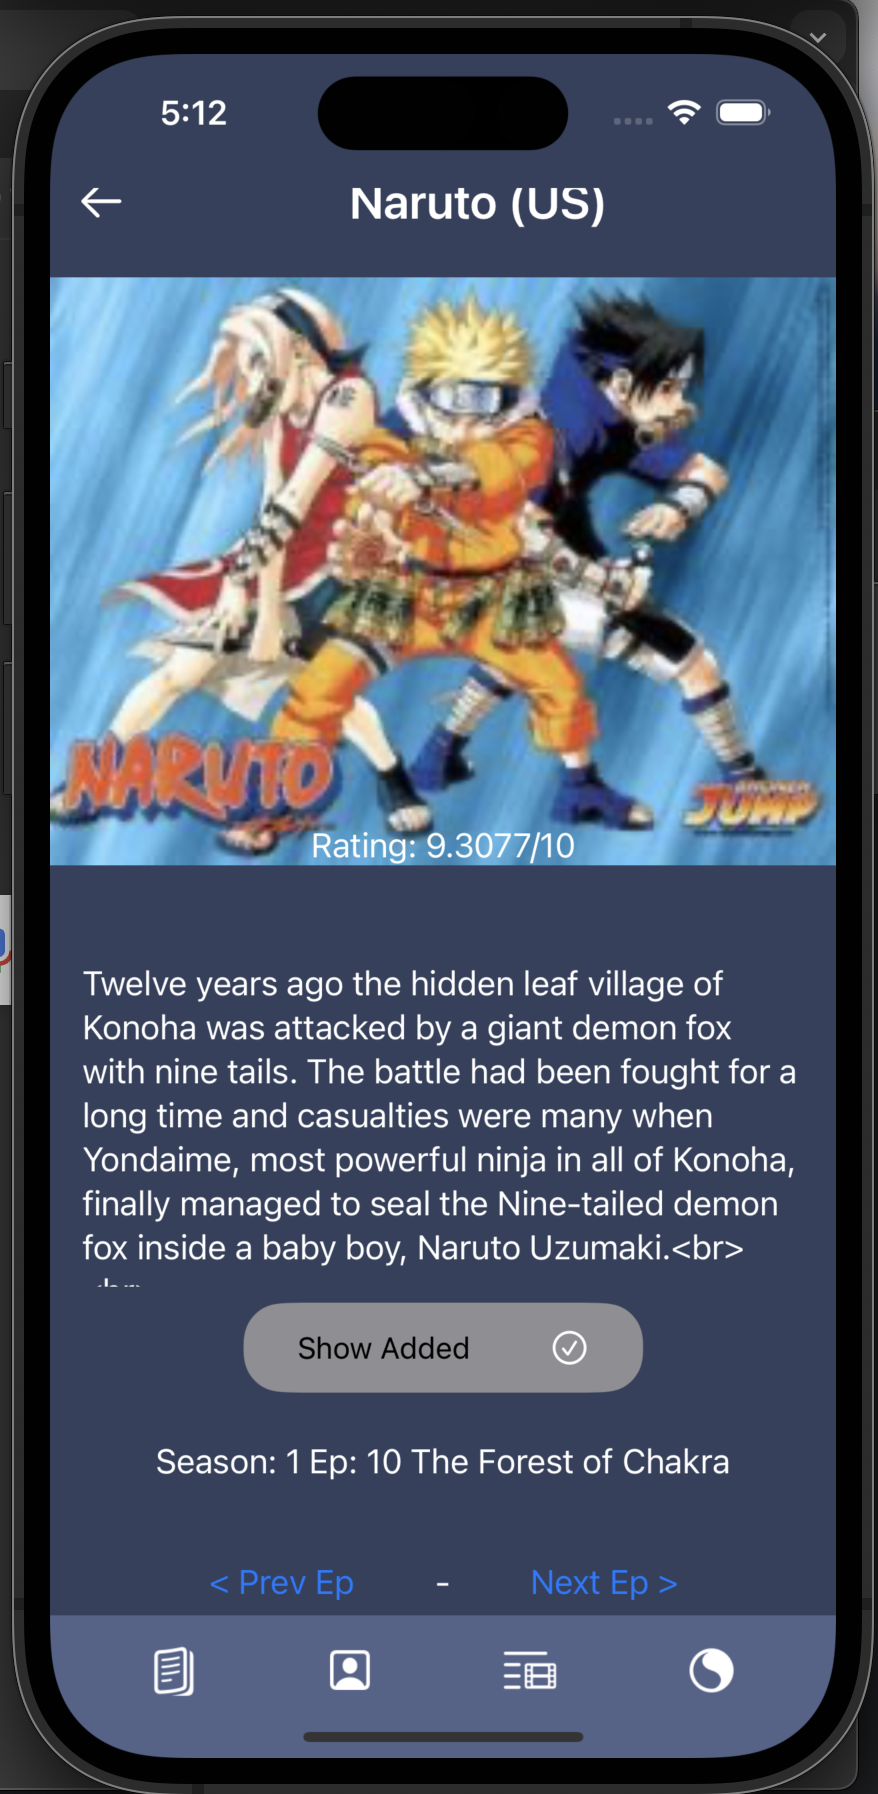 5:12
Naruto (US)
NARUTO
JUMP
Rating: 9.3077/10
Twelve years ago the hidden leaf village of
Konoha was attacked by a giant demon fox
with nine tails. The battle had been fought for a
long time and casualties were many when
Yondaime, most powerful ninja in all of Konoha,
finally managed to seal the Nine-tailed demon
fox inside a baby boy, Naruto Uzumaki.<br>
Show Added
Season: 1 Ep: 10 The Forest of Chakra
< Prev Ep - Next Ep >